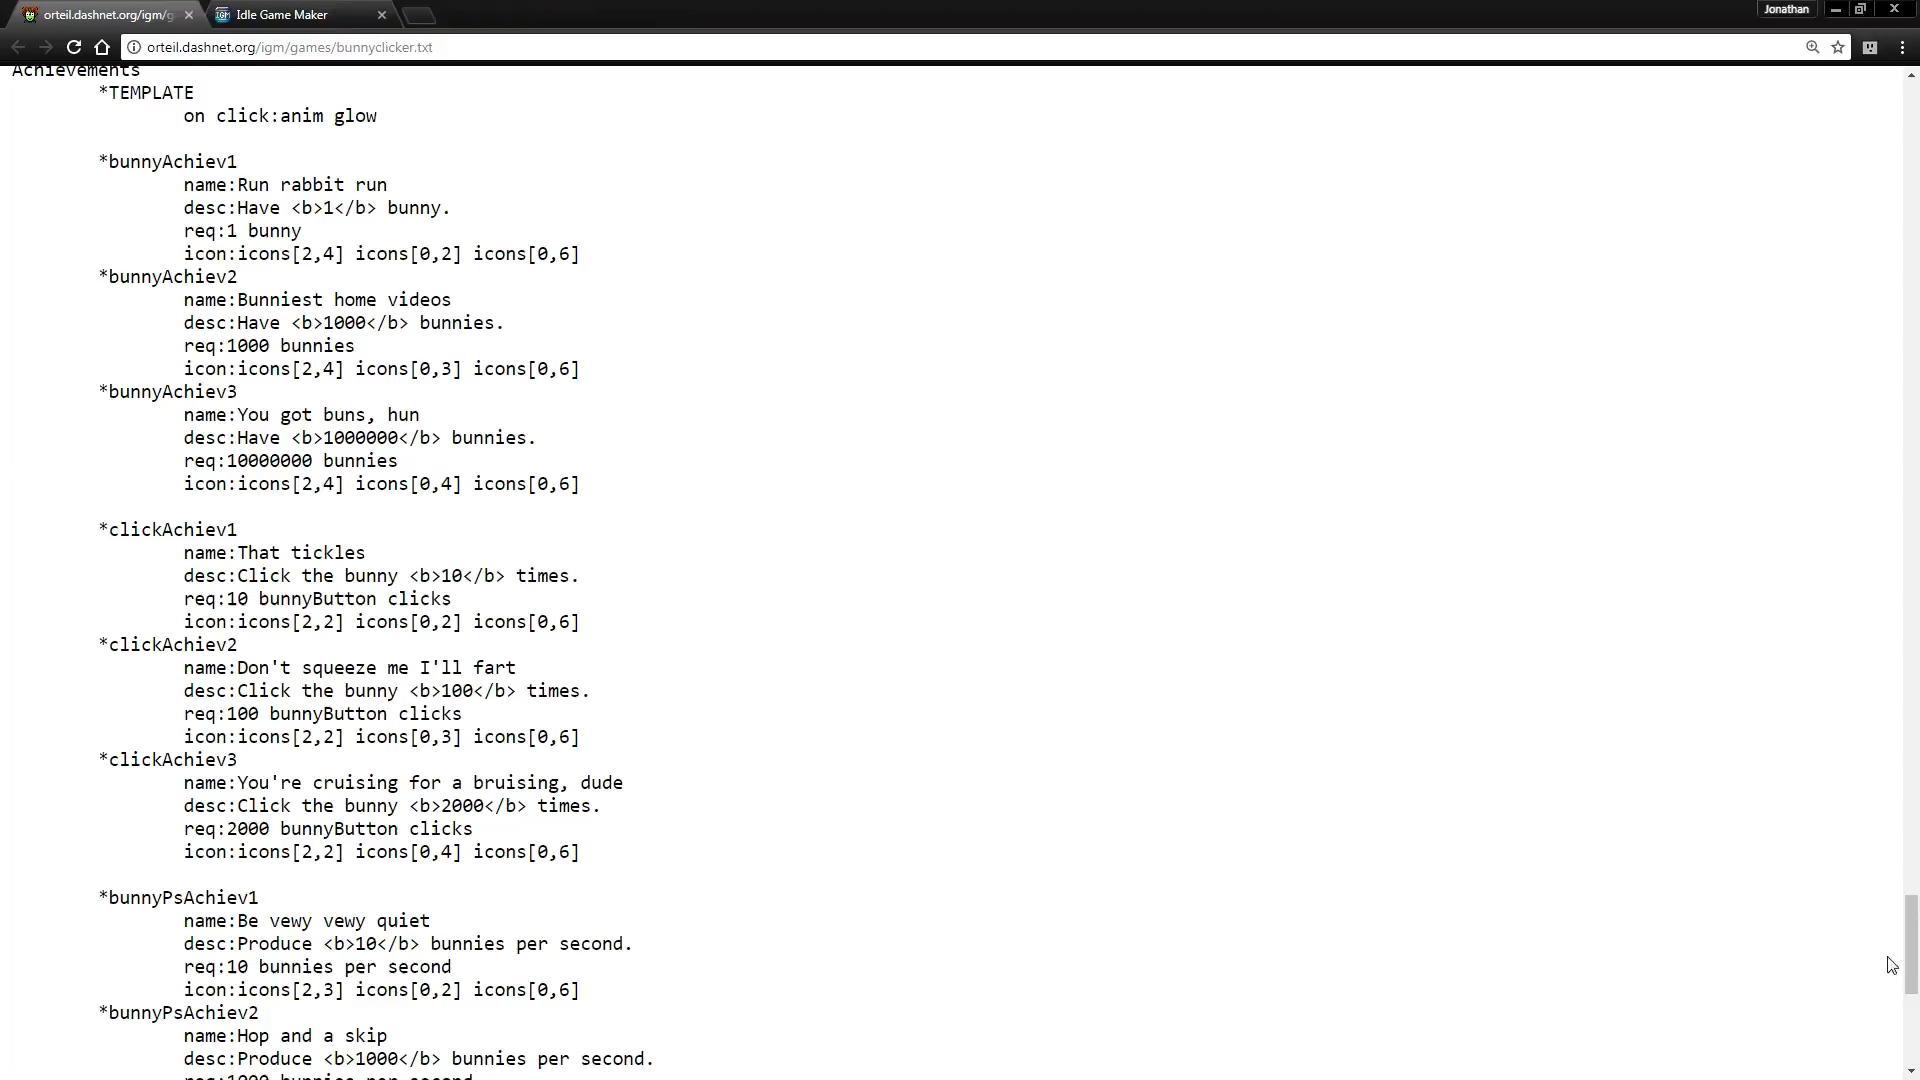 orteil.dashnet.org/igm/g
Idle Game Maker
Jonathan
orteil.dashnet.org/igm/games/bunnyclicker.txt
Achievements
*TEMPLATE
on click:anim glow
*bunnyAchiev1
name:Run rabbit run
desc:Have <b>1</b> bunny.
req:1 bunny
icon:icons[2,4] icons[0,2] icons[0,6]
*bunnyAchiev2
name:Bunniest home videos
desc:Have <b>1000</b> bunnies.
req:1000 bunnies
icon:icons[2,4] icons[0,3] icons[0,6]
*bunnyAchiev3
name:You got buns, hun
desc:Have <b>1000000</b> bunnies.
req:10000000 bunnies
icon:icons[2,4] icons[0,4] icons[0,6]
*clickAchiev1
name:That tickles
desc:Click the bunny <b>10</b> times.
req:10 bunnyButton clicks
icon:icons[2,2] icons[0,2] icons[0,6]
*clickAchiev2
name:Don't squeeze me I'll fart
desc:Click the bunny <b>100</b> times.
req:100 bunnyButton clicks
icon:icons[2,2] icons[0,3] icons[0,6]
*clickAchiev3
name:You're cruising for a bruising, dude
desc:Click the bunny <b>2000</b> times.
req:2000 bunnyButton clicks
icon:icons[2,2] icons[0,4] icons[0,6]
*bunnyPsAchiev1
name:Be vewy vewy quiet
desc:Produce <b>10</b> bunnies per second.
req:10 bunnies per second
icon:icons[2,3] icons[0,2] icons[0,6]
*bunnyPsAchiev2
name:Hop and a skip
desc:Produce <b>1000</b> bunnies per second.
req:1000 bunnies per second